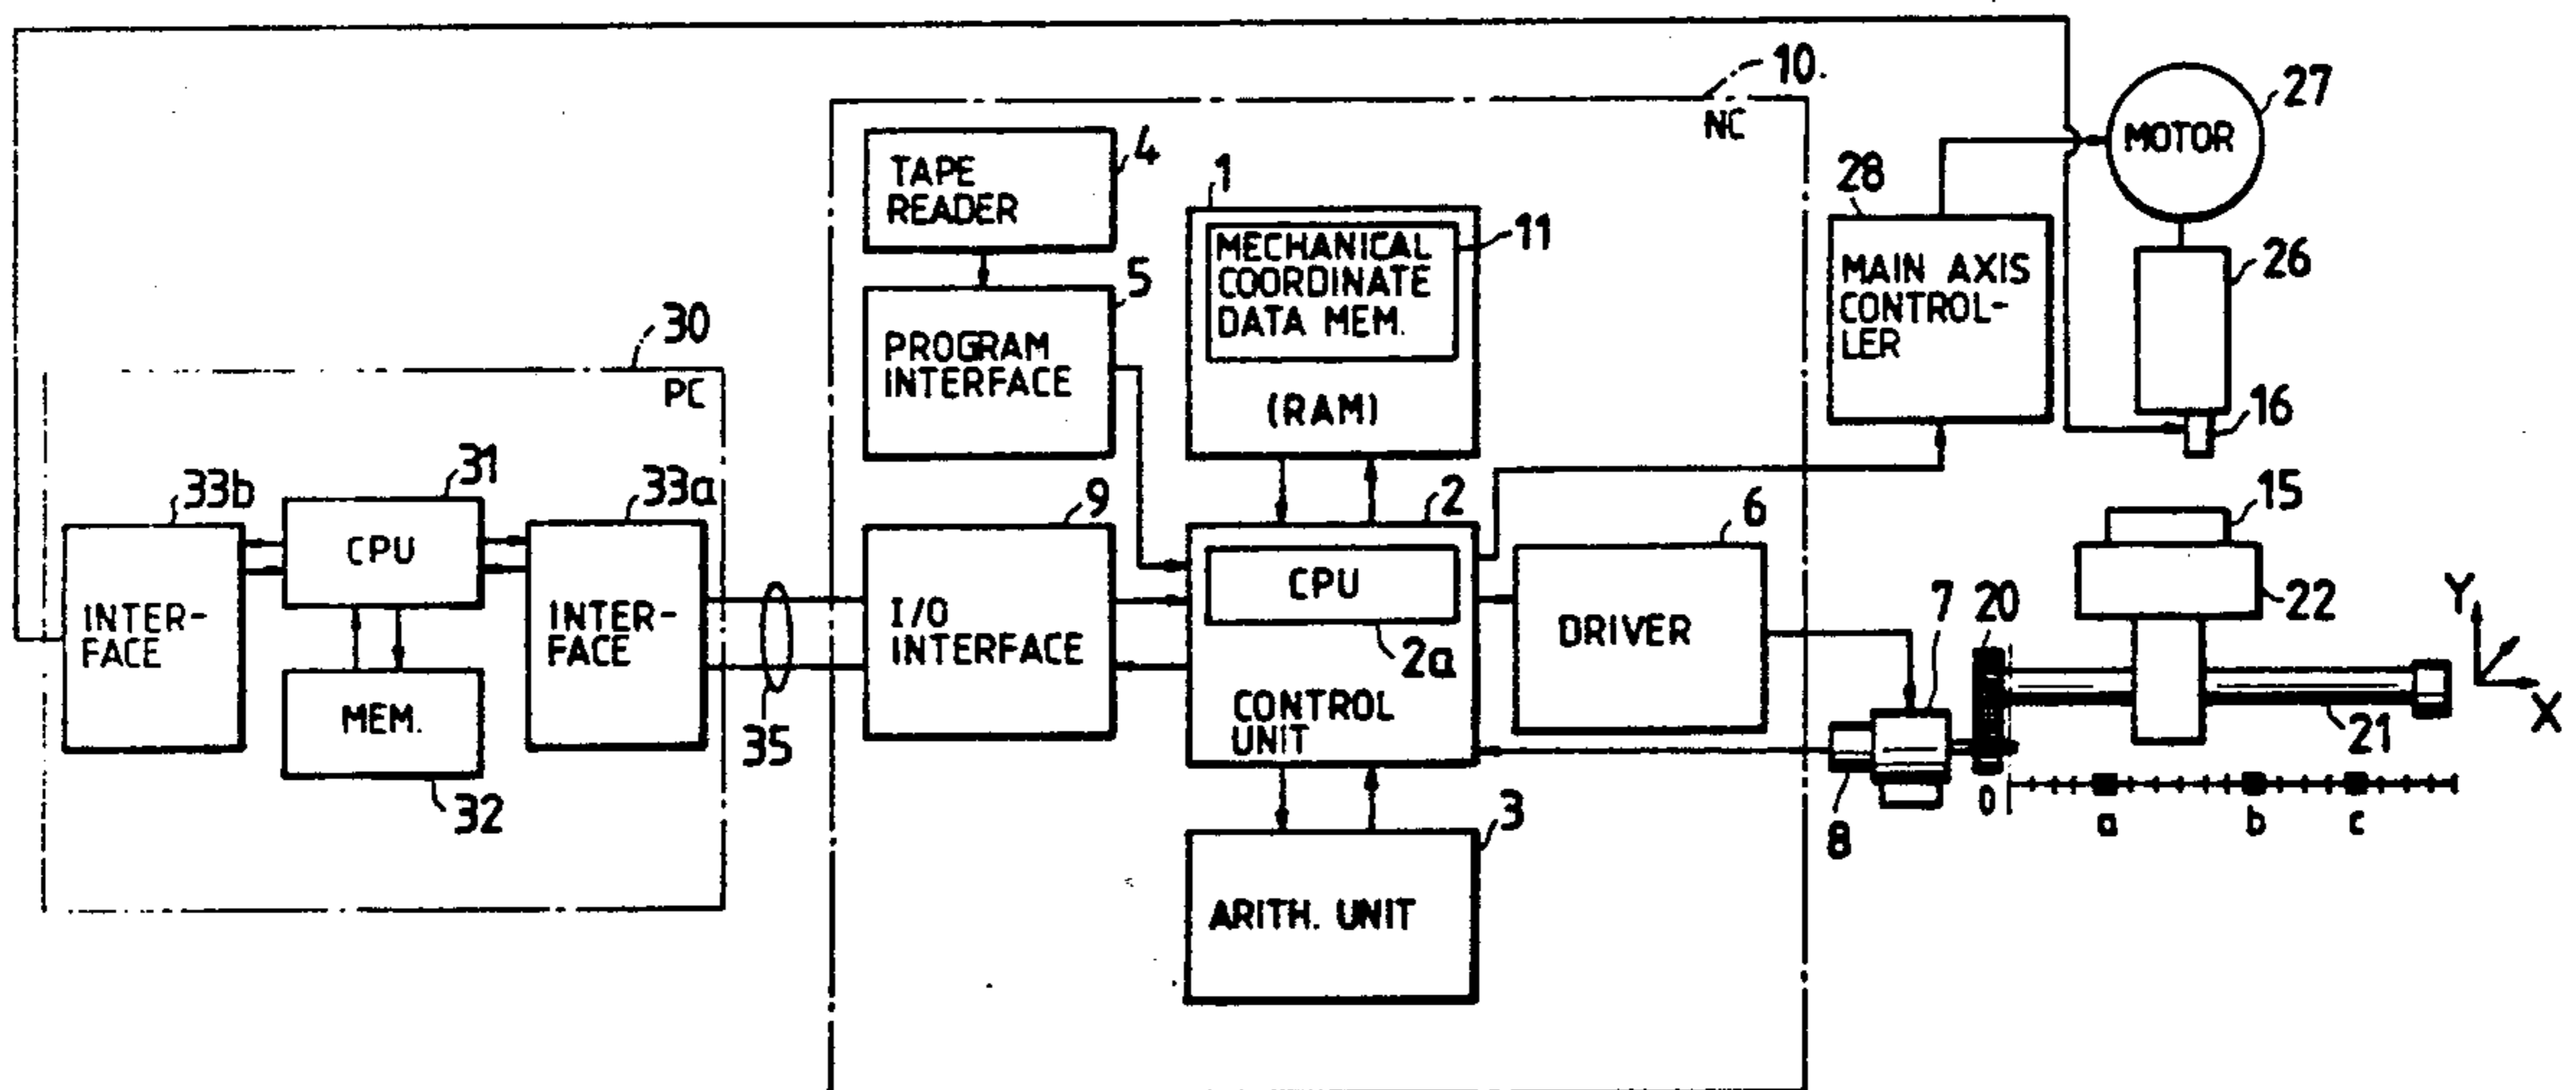 10.
NC
27
MOTOR
4
TAPE
READER
1
28
MECHANICAL
COORDINATE
DATA MEM.
11
(RAM)
26
5
PROGRAM
INTERFACE
MAIN AXIS
CONTROL-
LER
30
PC
16
33b
31
33a
9
2
6
15
CPU
INTER-
FACE
INTER-
FACE
MEM.
32
35
I/O
INTERFACE
CPU
2a
CONTROL
UNIT
DRIVER
7
20
22
Y
X
21
8
0
a
b
c
3
ARITH. UNIT